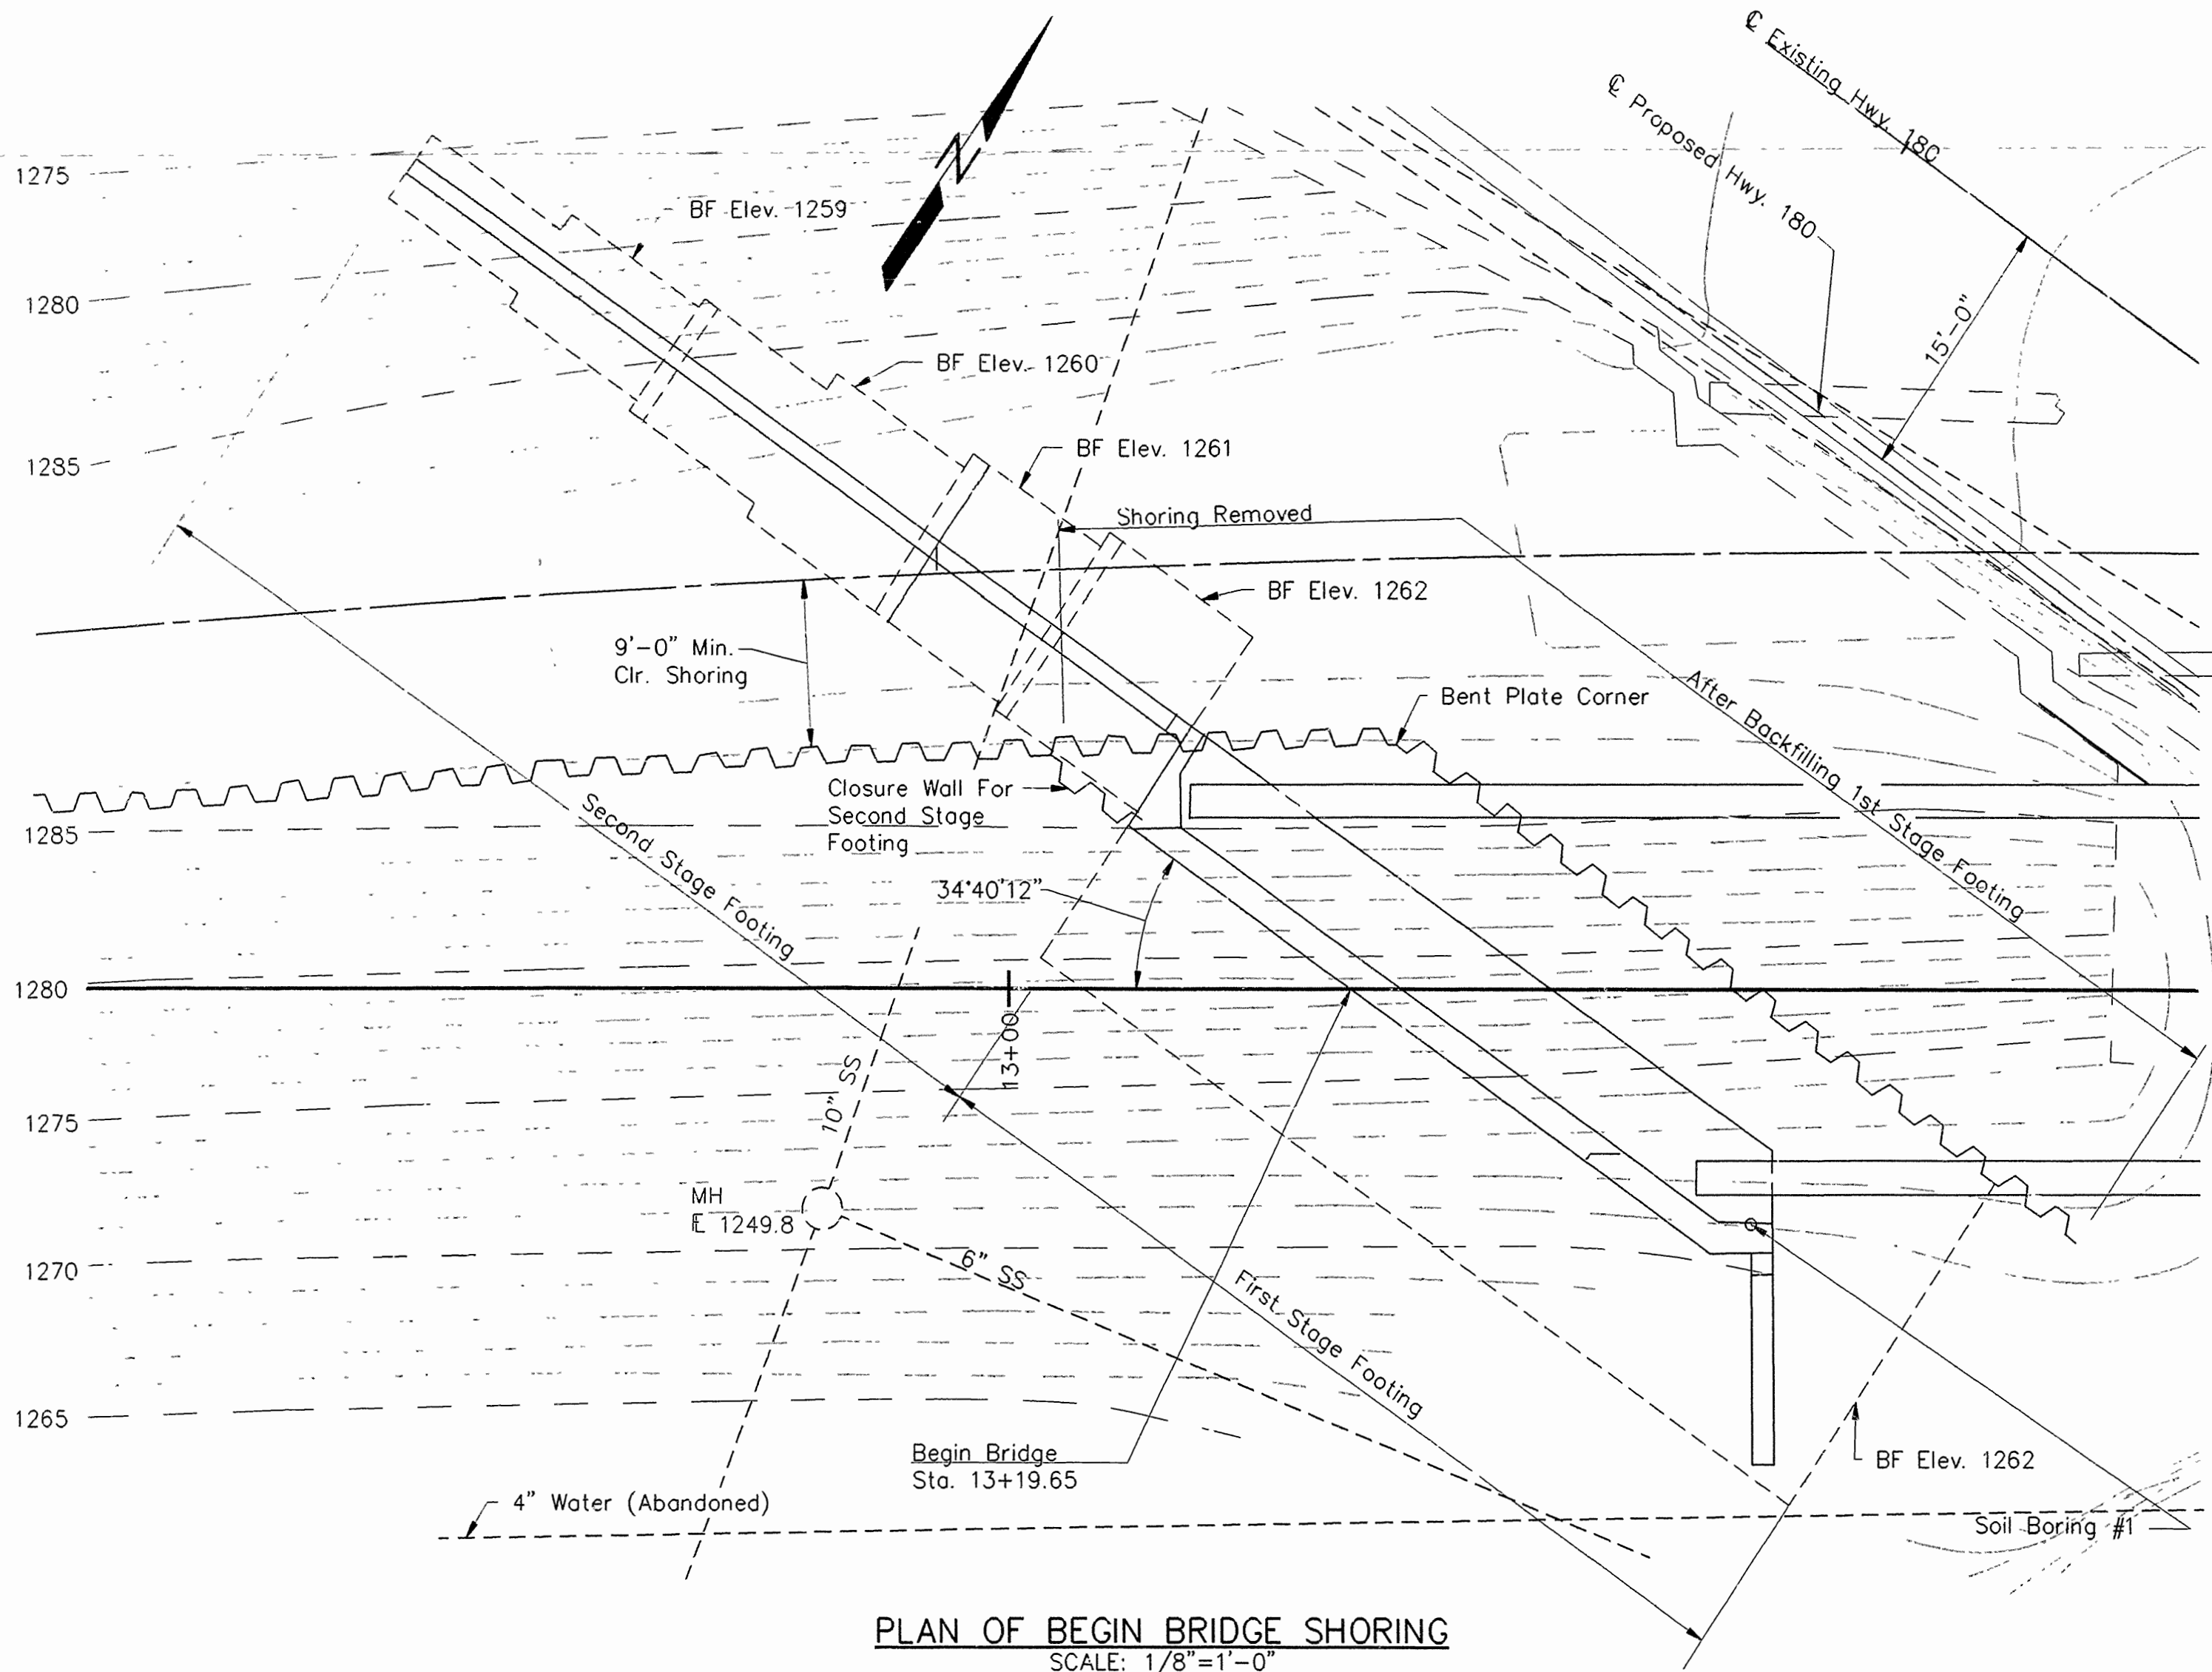 N
℄ Existing Hwy. 180
℄ Proposed Hwy. 180
15'-0"
1275
1280
1285
BF Elev. 1259
BF Elev. 1260
BF Elev. 1261
Shoring Removed
BF Elev. 1262
9'-0" Min.
Clr. Shoring
Bent Plate Corner
After Backfilling 1st Stage Footing
Closure Wall For
Second Stage
Footing
Second Stage Footing
34°40'12"
1285
1280
1275
1270
1265
13+00
10" SS
MH
FL 1249.8
6" SS
First Stage Footing
Begin Bridge
Sta. 13+19.65
BF Elev. 1262
4" Water (Abandoned)
Soil Boring #1
PLAN OF BEGIN BRIDGE SHORING
SCALE: 1/8"=1'-0"